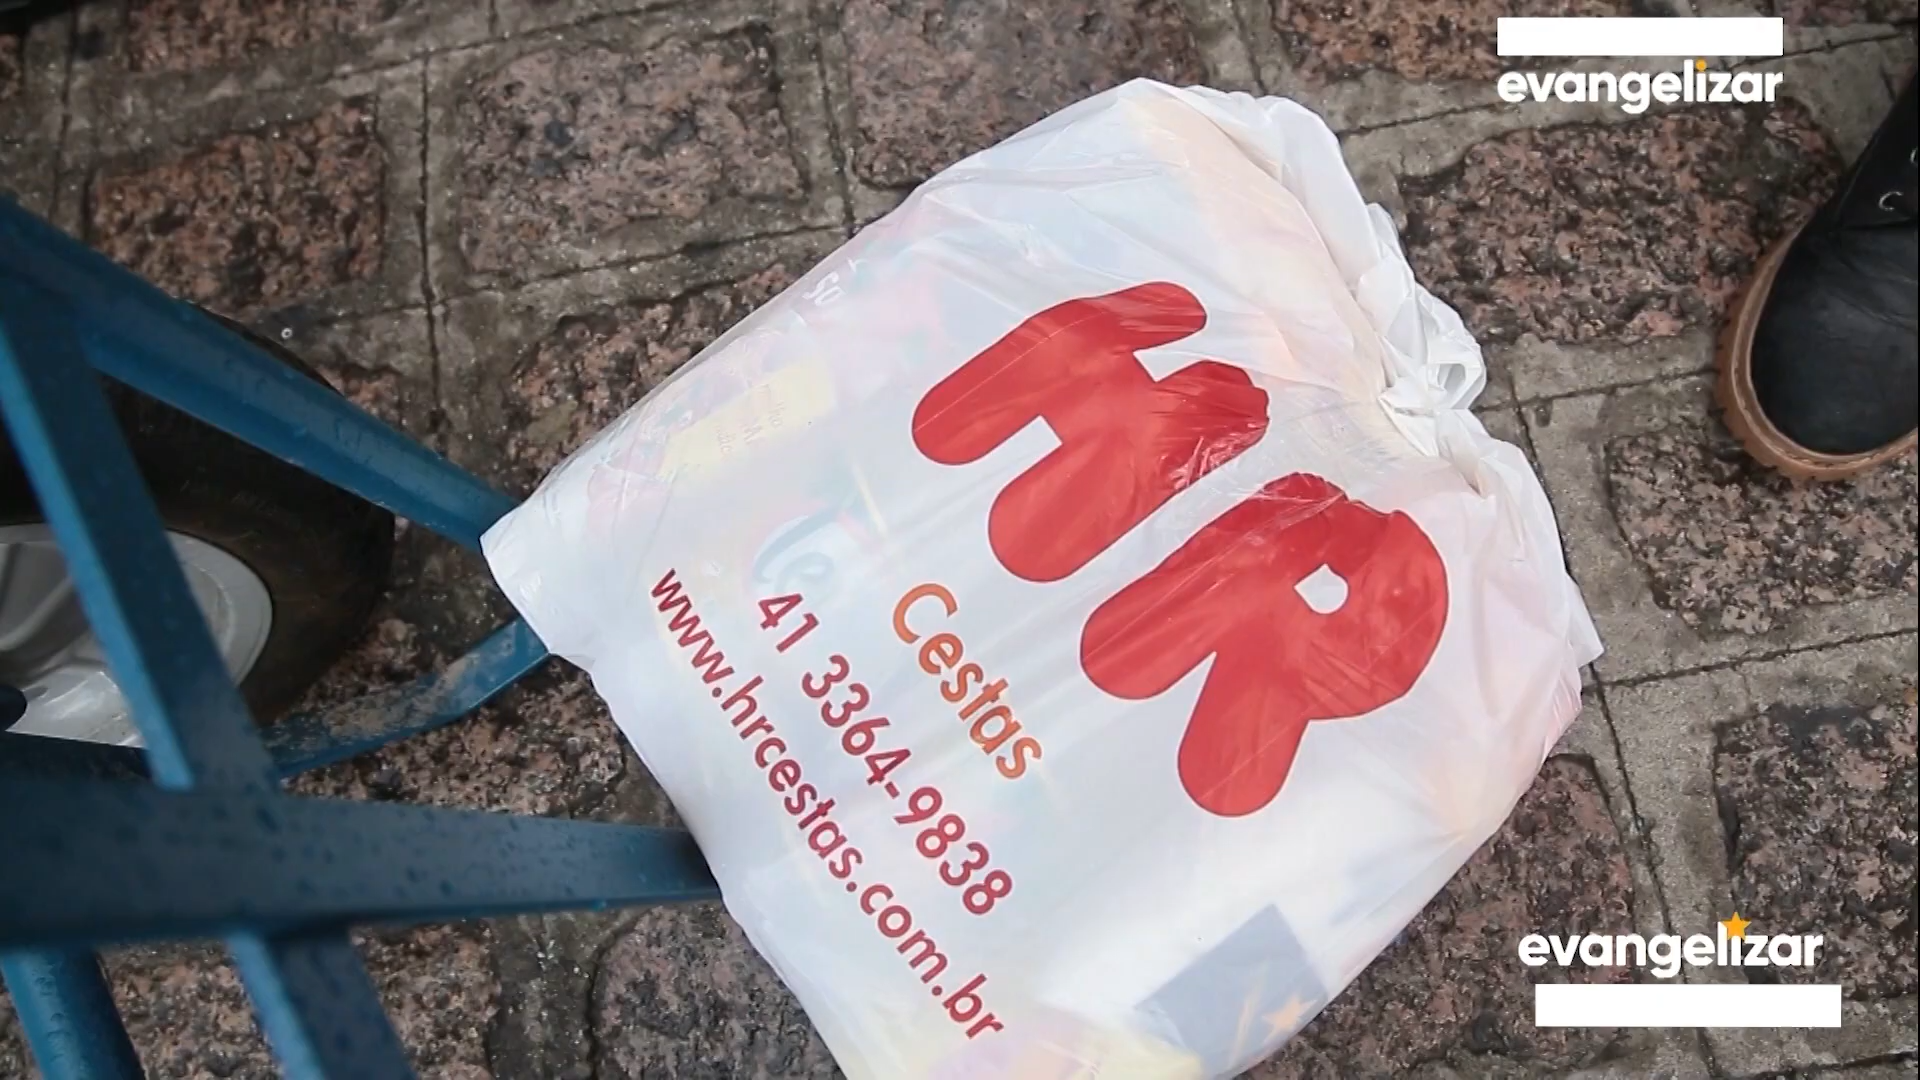 evangelizar
HR
Cestas
41 3364-9838
www.hrcestas.com.br
evangelizar